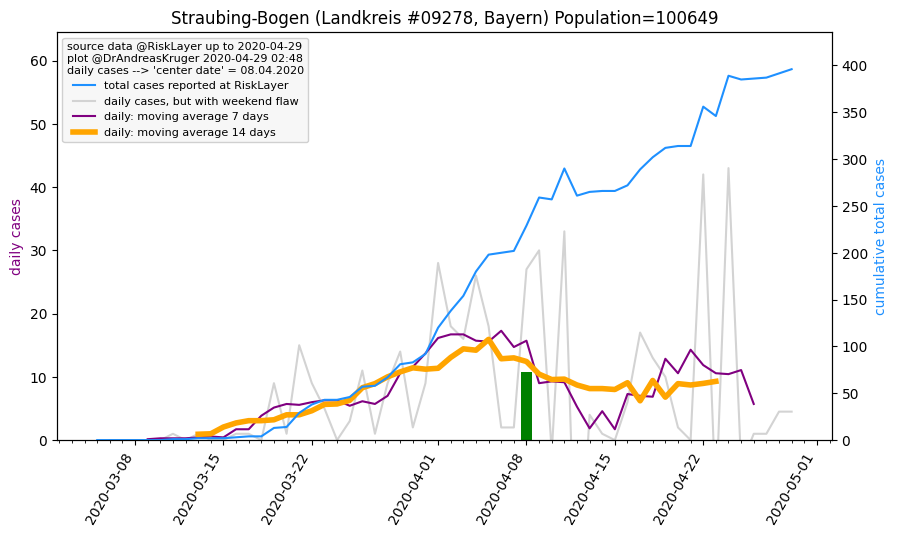 Straubing-Bogen (Landkreis #09278, Bayern) Population=100649
source data @RiskLayer up to 2020-04-29
plot @DrAndreasKruger 2020-04-29 02:48
daily cases --> 'center date' = 08.04.2020
total cases reported at RiskLayer
daily cases, but with weekend flaw
daily: moving average 7 days
daily: moving average 14 days
daily cases
60
50
40
30
20
10
0
400
350
300
250
200
150
100
50
0
cumulative total cases
2020-03-08
2020-03-15
2020-03-22
2020-04-01
2020-04-08
2020-04-15
2020-04-22
2020-05-01